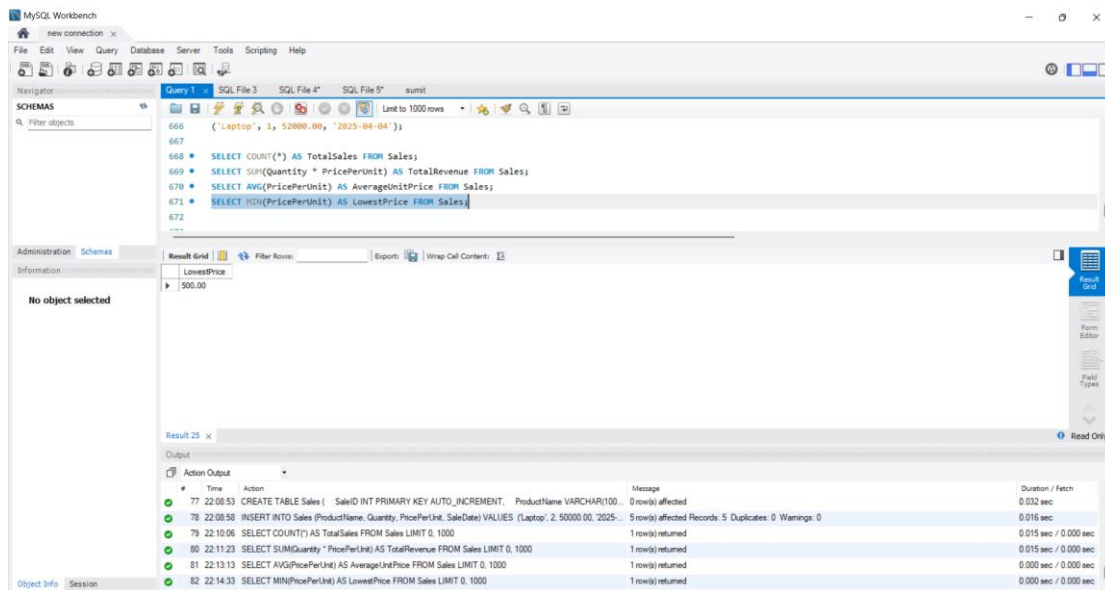 MySQL Workbench
new connection ×
File Edit View Query Database Server Tools Scripting Help
Navigator
SCHEMAS
Filter objects
Administration Schemas
Information
No object selected
Object Info Session
Query 1 × SQL File 3 SQL File 4* SQL File 5* sumit
Limit to 1000 rows
666 ('Laptop', 1, 52000.00, '2025-04-04');
667
668 SELECT COUNT(*) AS TotalSales FROM Sales;
669 SELECT SUM(Quantity * PricePerUnit) AS TotalRevenue FROM Sales;
670 SELECT AVG(PricePerUnit) AS AverageUnitPrice FROM Sales;
671 SELECT MIN(PricePerUnit) AS LowestPrice FROM Sales;
672
Result Grid Filter Rows: Export: Wrap Cell Content:
LowestPrice
500.00
Result Grid
Form Editor
Field Types
Result 25 × Read Only
Output
Action Output
# Time Action Message Duration / Fetch
77 22:08:53 CREATE TABLE Sales ( SaleID INT PRIMARY KEY AUTO_INCREMENT, ProductName VARCHAR(100... 0 row(s) affected 0.032 sec
78 22:08:58 INSERT INTO Sales (ProductName, Quantity, PricePerUnit, SaleDate) VALUES ('Laptop', 2, 50000.00, '2025-... 5 row(s) affected Records: 5 Duplicates: 0 Warnings: 0 0.016 sec
79 22:10:06 SELECT COUNT(*) AS TotalSales FROM Sales LIMIT 0, 1000 1 row(s) returned 0.015 sec / 0.000 sec
80 22:11:23 SELECT SUM(Quantity * PricePerUnit) AS TotalRevenue FROM Sales LIMIT 0, 1000 1 row(s) returned 0.015 sec / 0.000 sec
81 22:13:13 SELECT AVG(PricePerUnit) AS AverageUnitPrice FROM Sales LIMIT 0, 1000 1 row(s) returned 0.000 sec / 0.000 sec
82 22:14:33 SELECT MIN(PricePerUnit) AS LowestPrice FROM Sales LIMIT 0, 1000 1 row(s) returned 0.000 sec / 0.000 sec